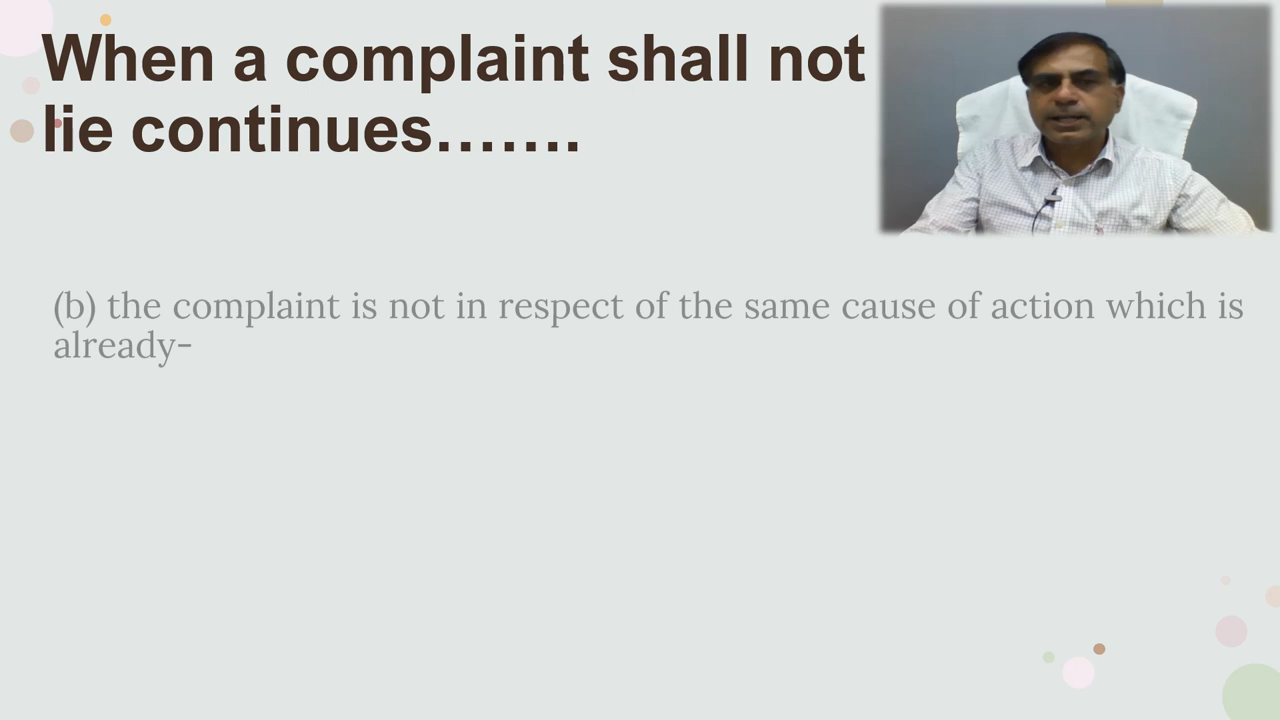 When a complaint shall not
lie continues…….
(b) the complaint is not in respect of the same cause of action which is
already-